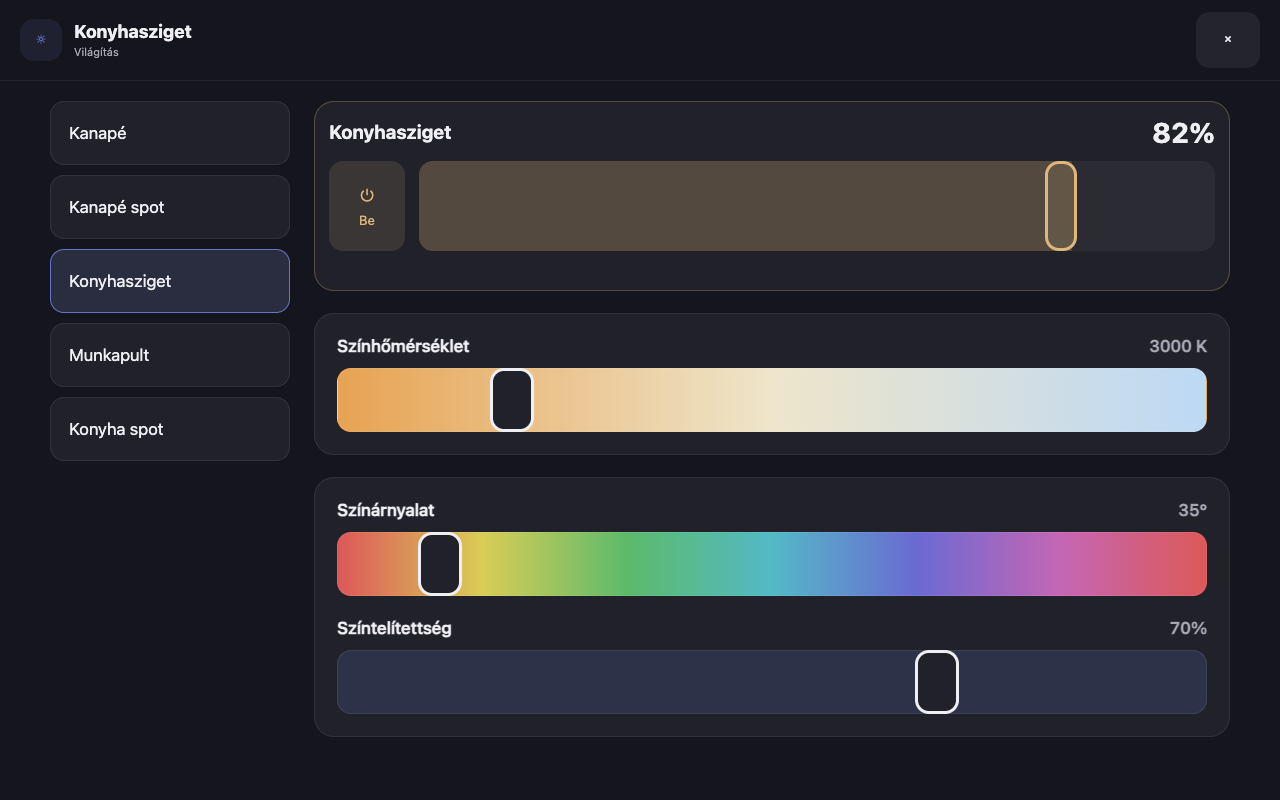 Konyhasziget
Világítás
×
Kanapé
Kanapé spot
Konyhasziget
Munkapult
Konyha spot
Konyhasziget
82%
Be
Színhőmérséklet
3000 K
Színárnyalat
35°
Színtelítettség
70%